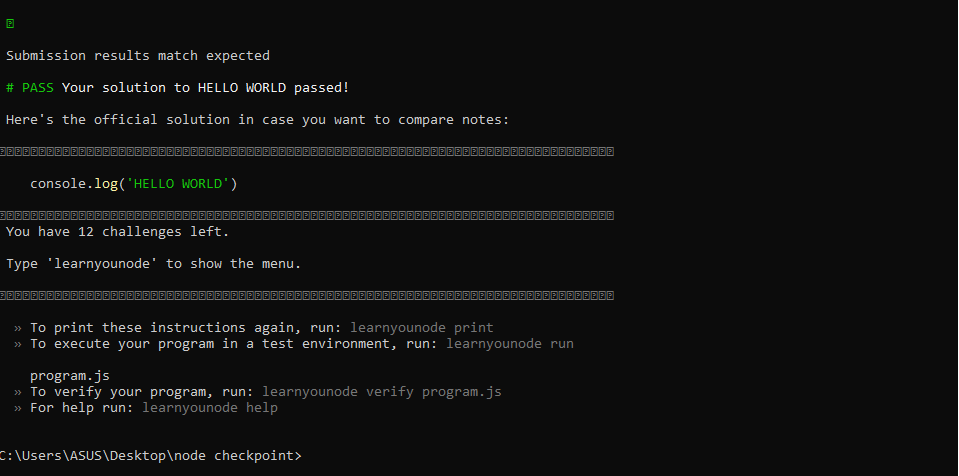 Submission results match expected
# PASS Your solution to HELLO WORLD passed!
Here's the official solution in case you want to compare notes:
console.log('HELLO WORLD')
You have 12 challenges left.
Type 'learnyounode' to show the menu.
» To print these instructions again, run: learnyounode print
» To execute your program in a test environment, run: learnyounode run
program.js
» To verify your program, run: learnyounode verify program.js
» For help run: learnyounode help
C:\Users\ASUS\Desktop\node checkpoint>